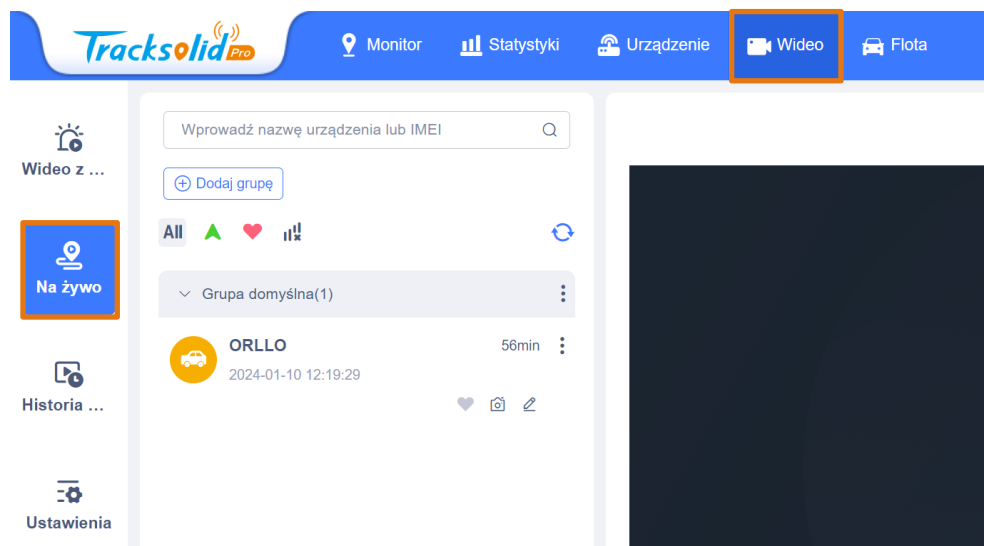 Tracksolid Pro
Monitor
Statystyki
Urządzenie
Wideo
Flota
Wideo z ...
Na żywo
Historia ...
Ustawienia
Wprowadź nazwę urządzenia lub IMEI
Dodaj grupę
All
Grupa domyślna(1)
ORLLO 56min
2024-01-10 12:19:29